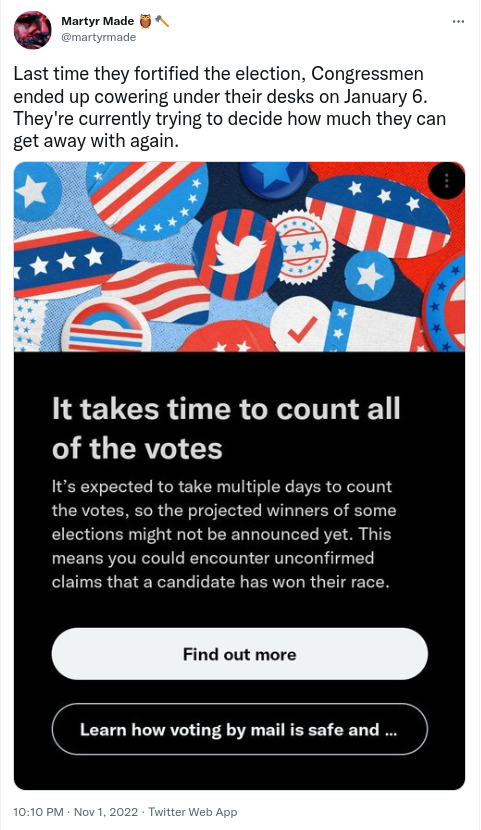 Martyr Made 🦉🪓
@martyrmade
Last time they fortified the election, Congressmen
ended up cowering under their desks on January 6.
They're currently trying to decide how much they can
get away with again.
It takes time to count all
of the votes
It’s expected to take multiple days to count
the votes, so the projected winners of some
elections might not be announced yet. This
means you could encounter unconfirmed
claims that a candidate has won their race.
Find out more
Learn how voting by mail is safe and ...
10:10 PM · Nov 1, 2022 · Twitter Web App